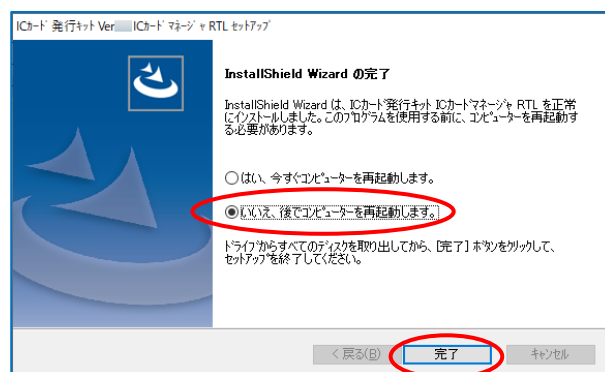 ICカード 発行キット Ver ICカード マネージャ RTL セットアップ
InstallShield Wizard の完了
InstallShield Wizard は、ICカード発行キット ICカードマネージャ RTL を正常
にインストールしました。このプログラムを使用する前に、コンピューターを再起動す
る必要があります。
はい、今すぐコンピューターを再起動します。
いいえ、後でコンピューターを再起動します。
ドライブからすべてのディスクを取り出してから、[完了] ボタンをクリックして、
セットアップを終了してください。
< 戻る(B)
完了
キャンセル